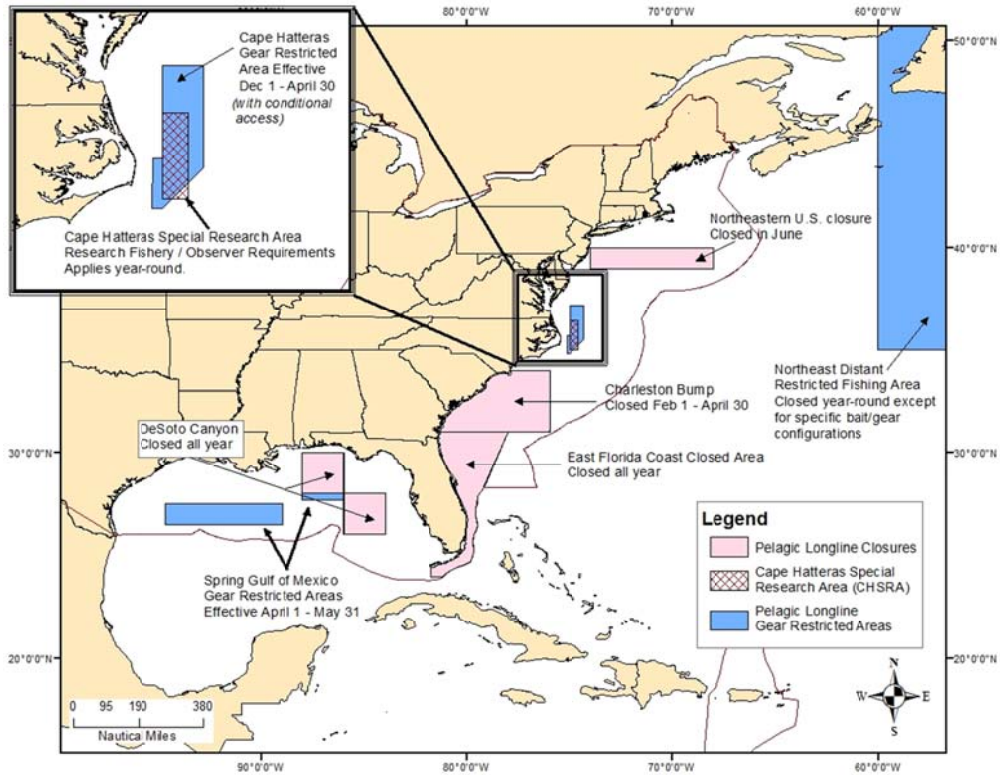 80°0'0"W
70°0'0"W
60°0'0"W
50°0'0"N
50°0'0"N
Cape Hatteras
Gear Restricted
Area Effective
Dec 1 - April 30
(with conditional
access)
Cape Hatteras Special Research Area
Research Fishery / Observer Requirements
Applies year-round.
Northeastern U.S. closure
Closed in June
40°0'0"N
Northeast Distant
Restricted Fishing Area
Closed year-round except
for specific bait/gear
configurations
Charleston Bump
Closed Feb 1 - April 30
DeSoto Canyon
Closed all year
East Florida Coast Closed Area
Closed all year
30°0'0"N
30°0'0"N
Spring Gulf of Mexico
Gear Restricted Areas
Effective April 1 - May 31
Legend
Pelagic Longline Closures
Cape Hatteras Special
Research Area (CHSRA)
Pelagic Longline
Gear Restricted Areas
20°0'0"N
20°0'0"N
0 95 190 380
Nautica Miles
N
W E
S
90°0'0"W
80°0'0"W
70°0'0"W
60°0'0"W